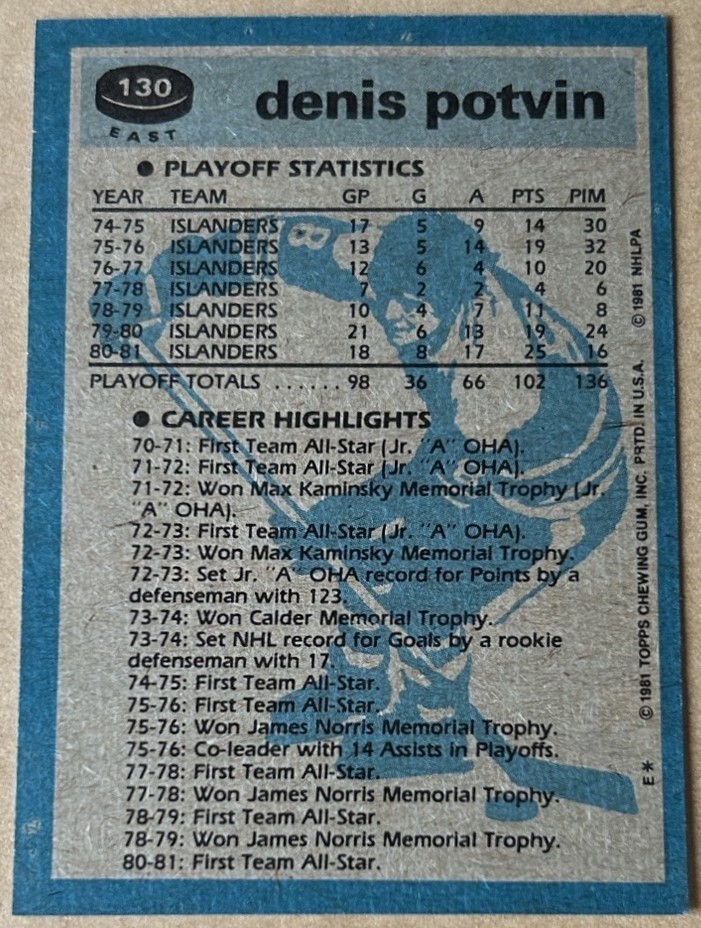 130
EAST
denis potvin
● PLAYOFF STATISTICS
YEAR TEAM GP G A PTS PIM
74-75 ISLANDERS 17 5 9 14 30
75-76 ISLANDERS 13 5 14 19 32
76-77 ISLANDERS 12 6 4 10 20
77-78 ISLANDERS 7 2 2 4 6
78-79 ISLANDERS 10 4 7 11 8
79-80 ISLANDERS 21 6 13 19 24
80-81 ISLANDERS 18 8 17 25 16
PLAYOFF TOTALS ...... 98 36 66 102 136
● CAREER HIGHLIGHTS
70-71: First Team All-Star (Jr. "A" OHA).
71-72: First Team All-Star (Jr. "A" OHA).
71-72: Won Max Kaminsky Memorial Trophy (Jr.
"A" OHA).
72-73: First Team All-Star (Jr. "A" OHA).
72-73: Won Max Kaminsky Memorial Trophy.
72-73: Set Jr. "A" OHA record for Points by a
defenseman with 123.
73-74: Won Calder Memorial Trophy.
73-74: Set NHL record for Goals by a rookie
defenseman with 17.
74-75: First Team All-Star.
75-76: First Team All-Star.
75-76: Won James Norris Memorial Trophy.
75-76: Co-leader with 14 Assists in Playoffs.
77-78: First Team All-Star.
77-78: Won James Norris Memorial Trophy.
78-79: First Team All-Star.
78-79: Won James Norris Memorial Trophy.
80-81: First Team All-Star.
E* © 1981 TOPPS CHEWING GUM, INC. PRTD. IN U.S.A. © 1981 NHLPA